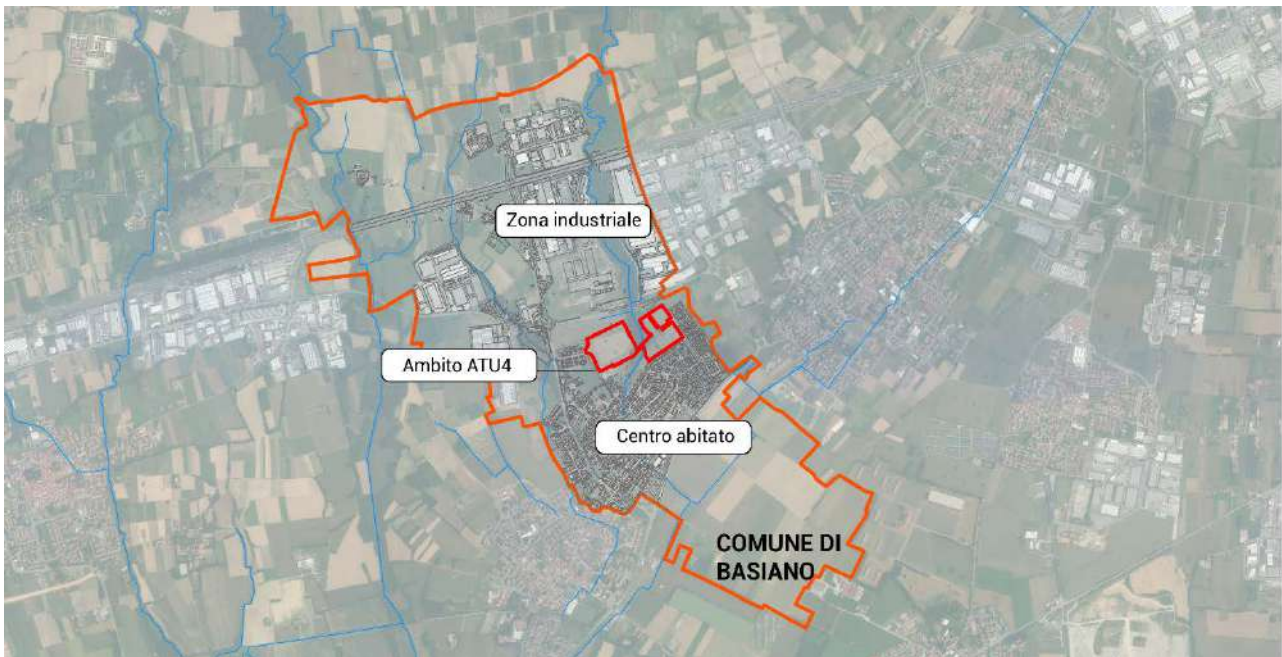 Zona industriale
Ambito ATU4
Centro abitato
COMUNE DI
BASIANO